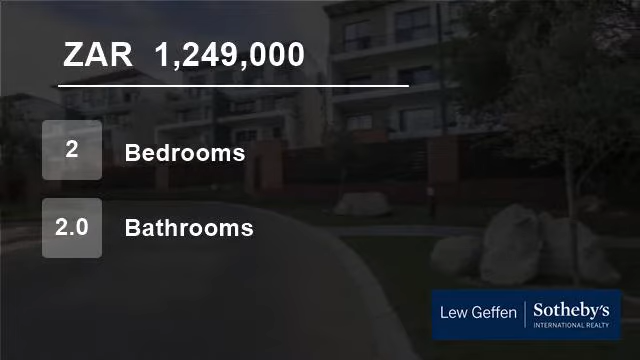 ZAR 1,249,000
2 Bedrooms
2.0 Bathrooms
Lew Geffen Sotheby's
INTERNATIONAL REALTY